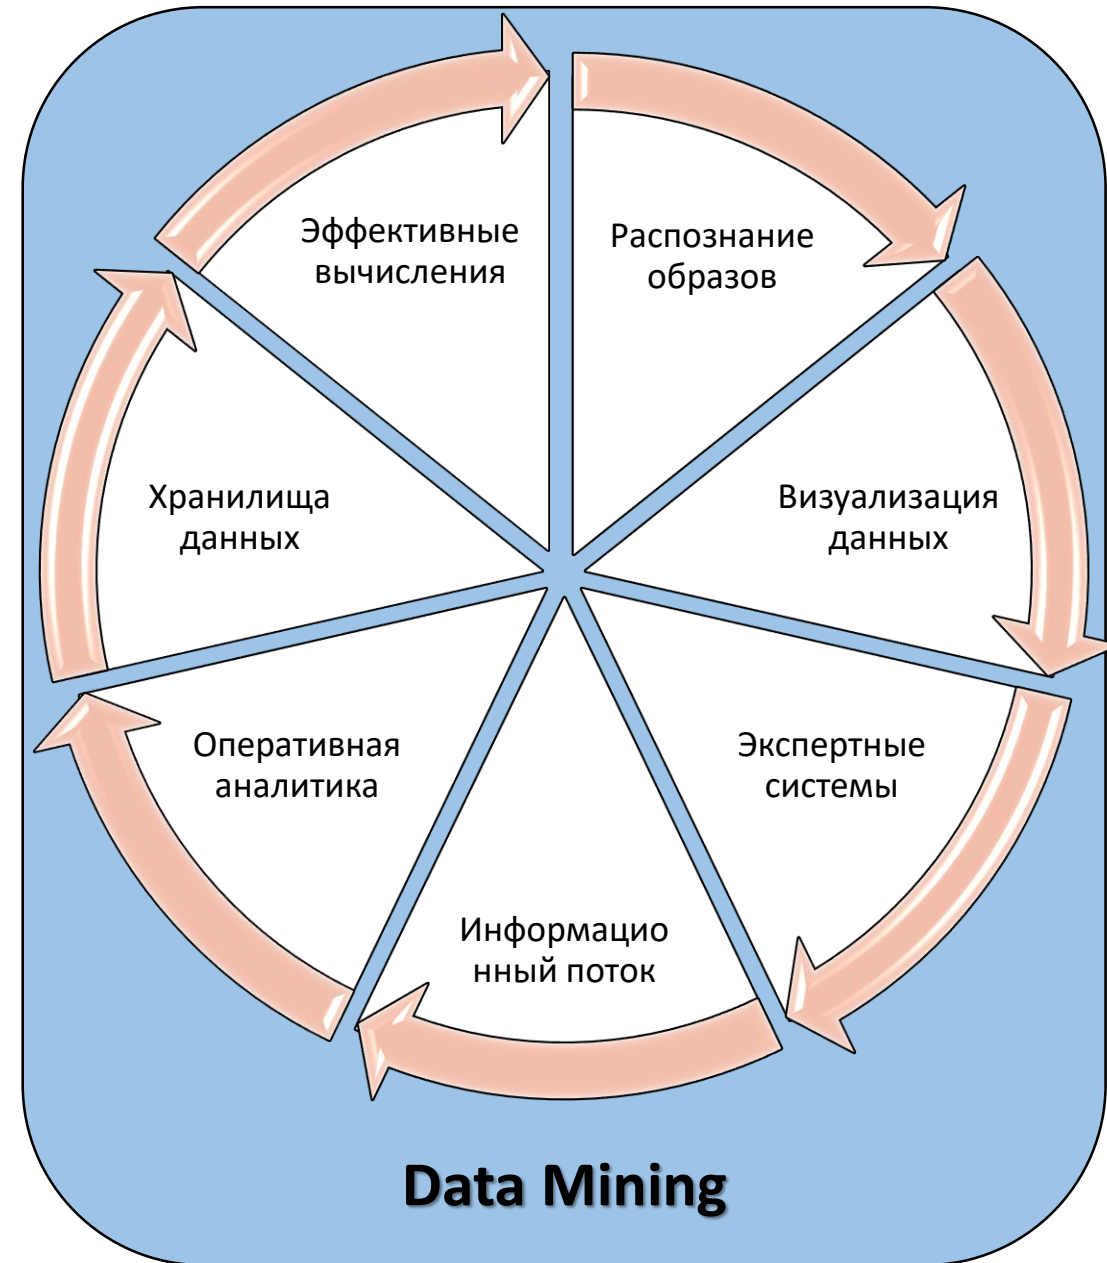 Эффективные
вычисления
Распознание
образов
Хранилища
данных
Визуализация
данных
Оперативная
аналитика
Экспертные
системы
Информацио
нный поток
Data Mining